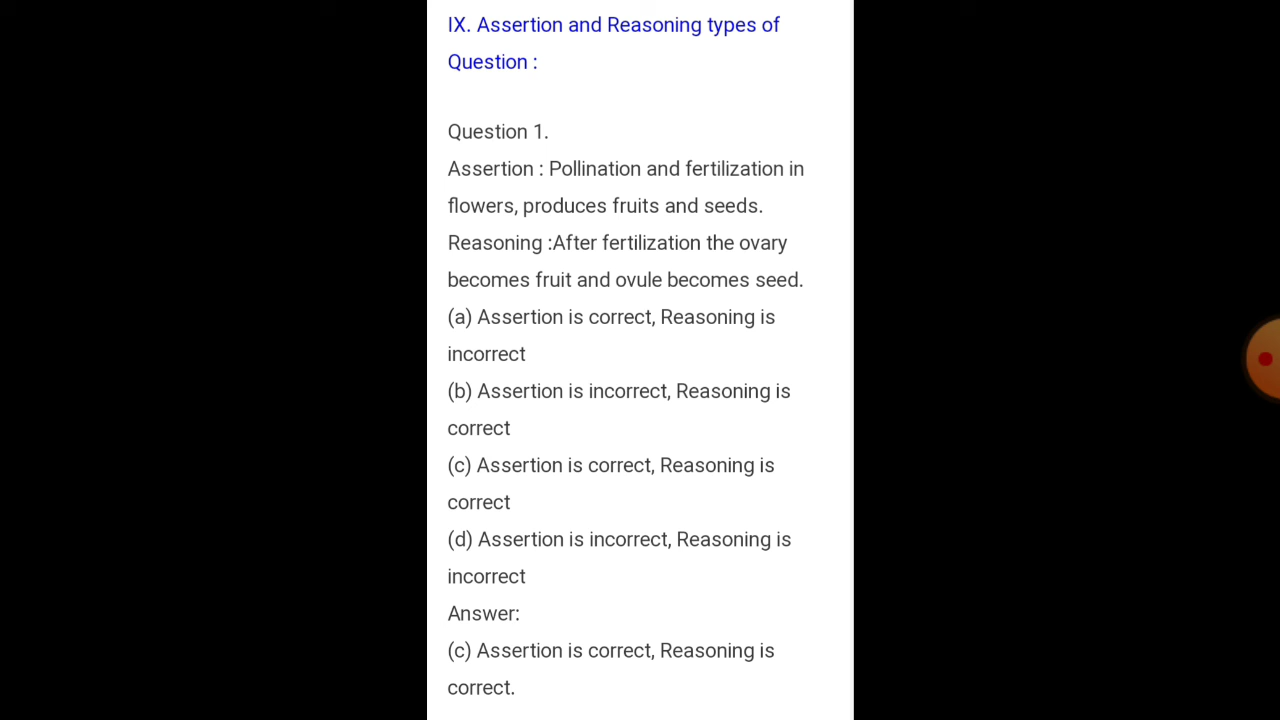 IX. Assertion and Reasoning types of
Question :
Question 1.
Assertion : Pollination and fertilization in
flowers, produces fruits and seeds.
Reasoning :After fertilization the ovary
becomes fruit and ovule becomes seed.
(a) Assertion is correct, Reasoning is
incorrect
(b) Assertion is incorrect, Reasoning is
correct
(c) Assertion is correct, Reasoning is
correct
(d) Assertion is incorrect, Reasoning is
incorrect
Answer:
(c) Assertion is correct, Reasoning is
correct.